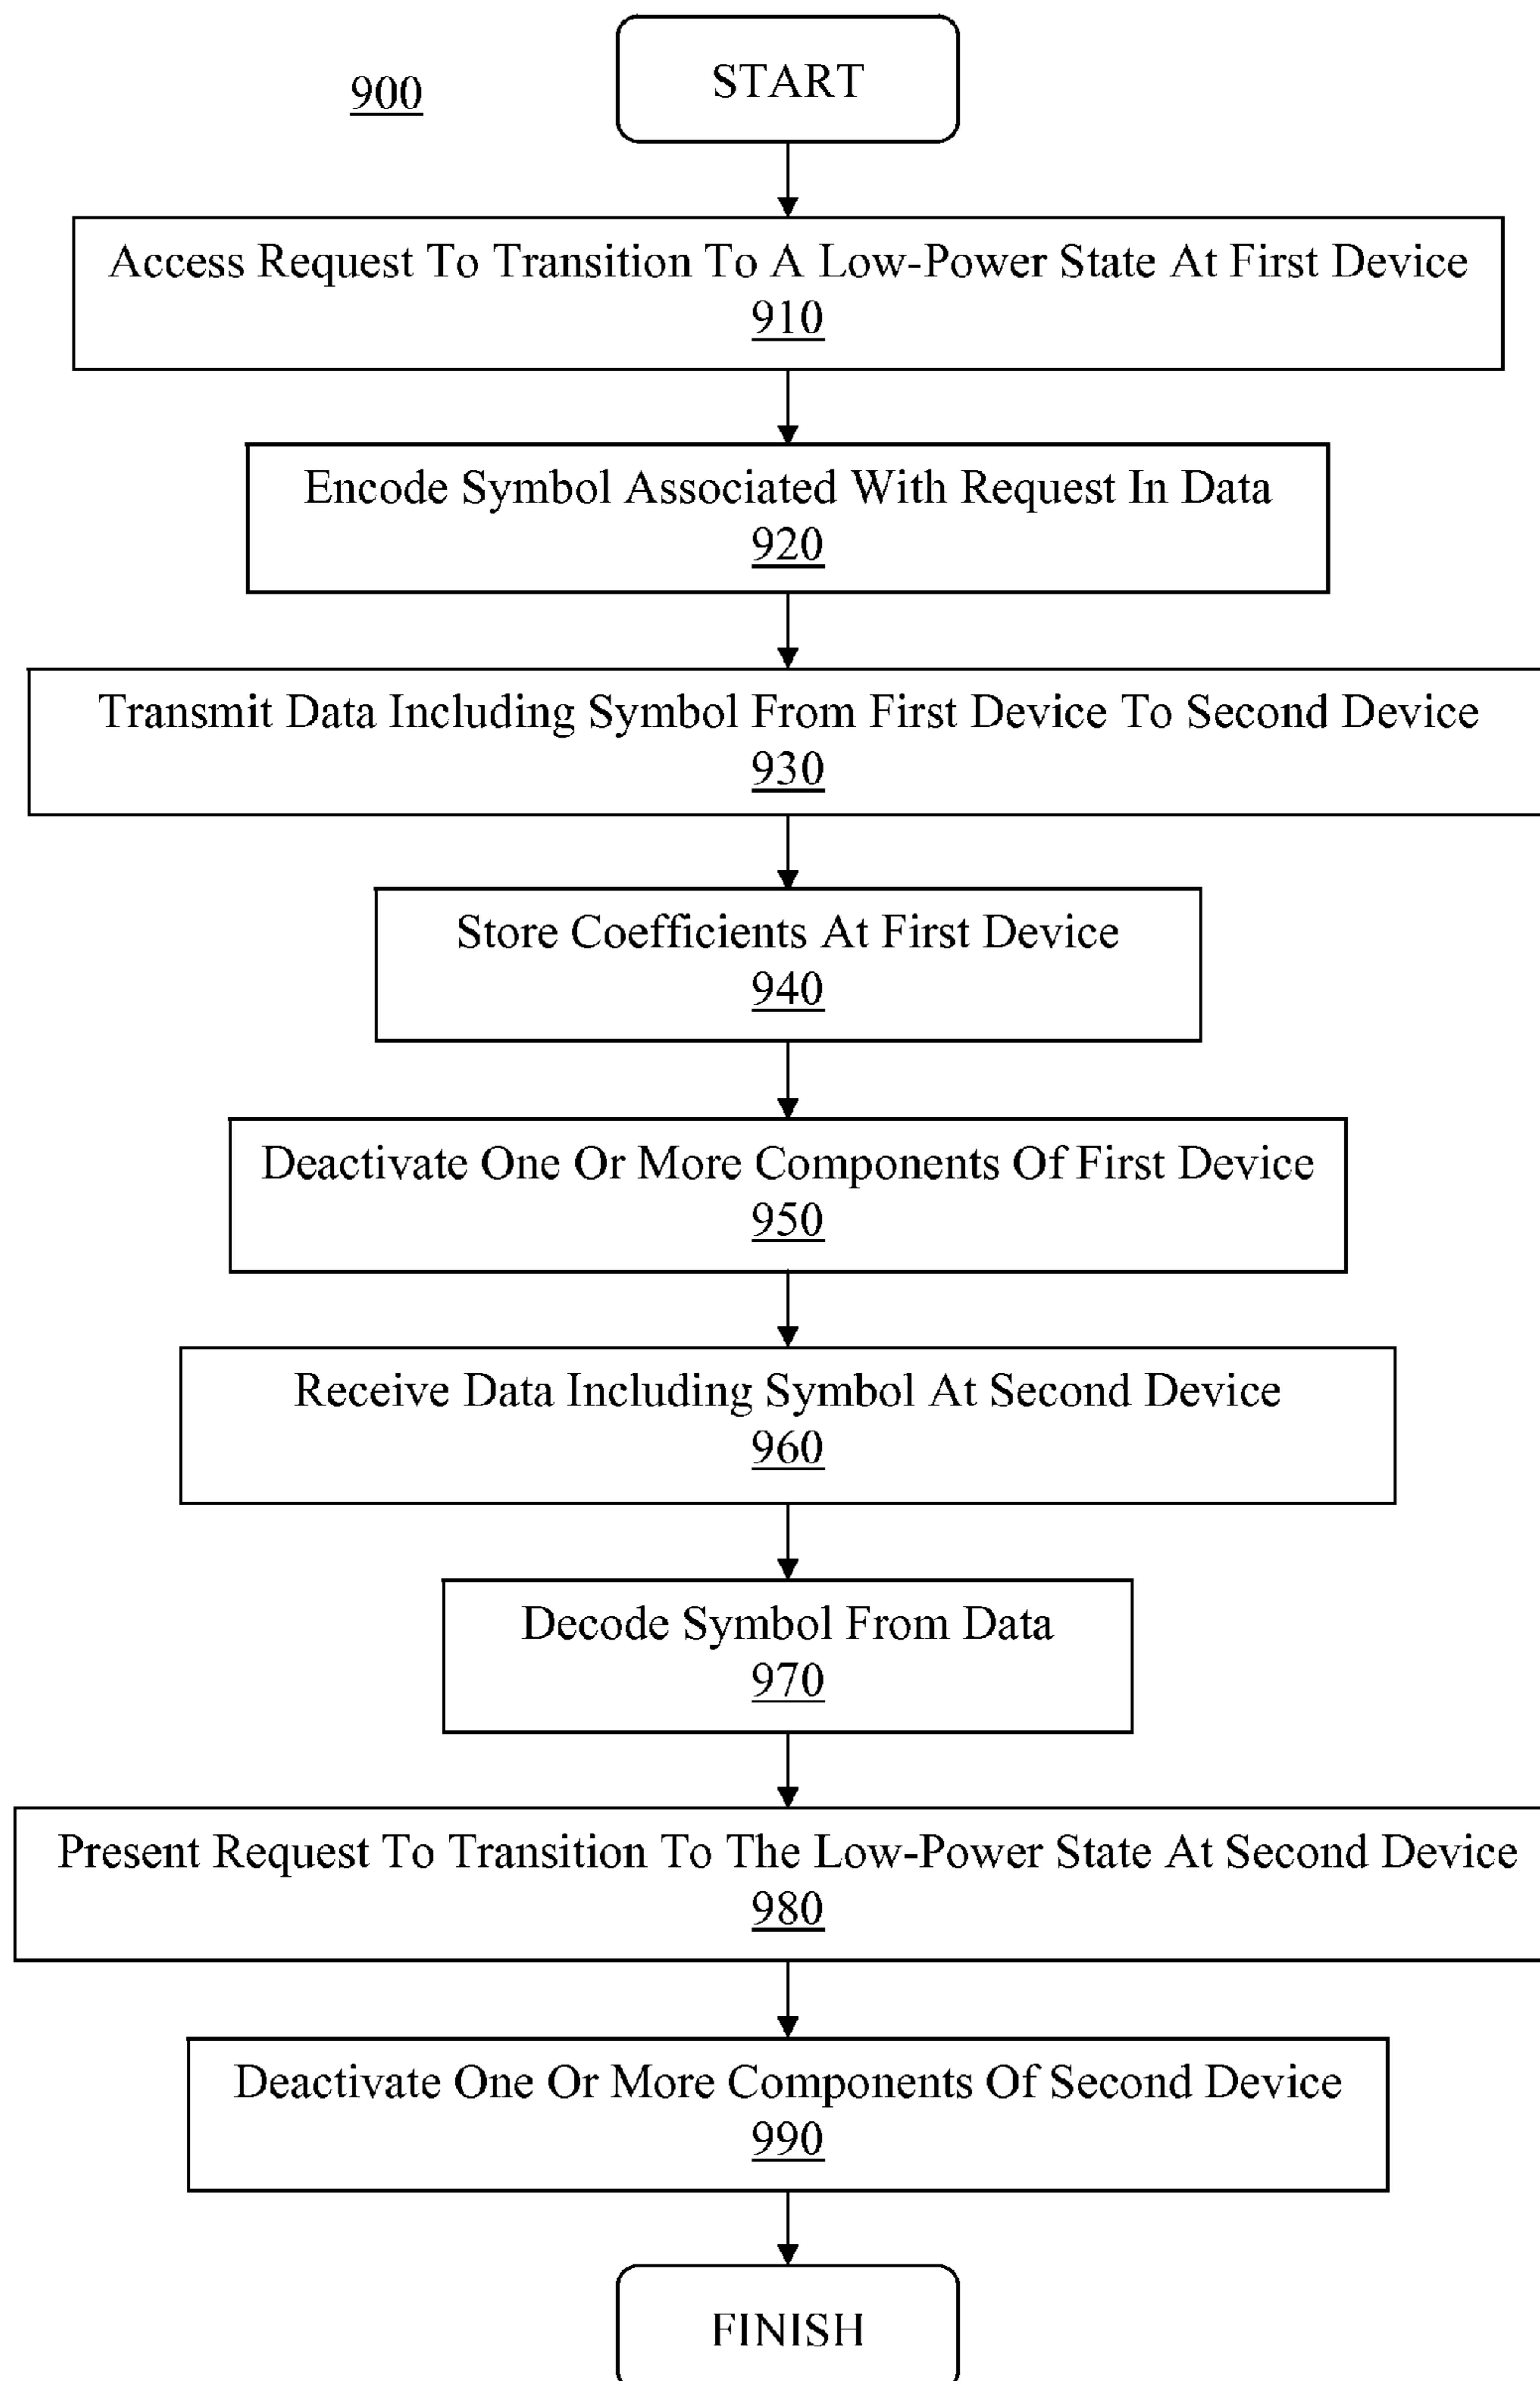 900
START
Access Request To Transition To A Low-Power State At First Device
910
Encode Symbol Associated With Request In Data
920
Transmit Data Including Symbol From First Device To Second Device
930
Store Coefficients At First Device
940
Deactivate One Or More Components Of First Device
950
Receive Data Including Symbol At Second Device
960
Decode Symbol From Data
970
Present Request To Transition To The Low-Power State At Second Device
980
Deactivate One Or More Components Of Second Device
990
FINISH